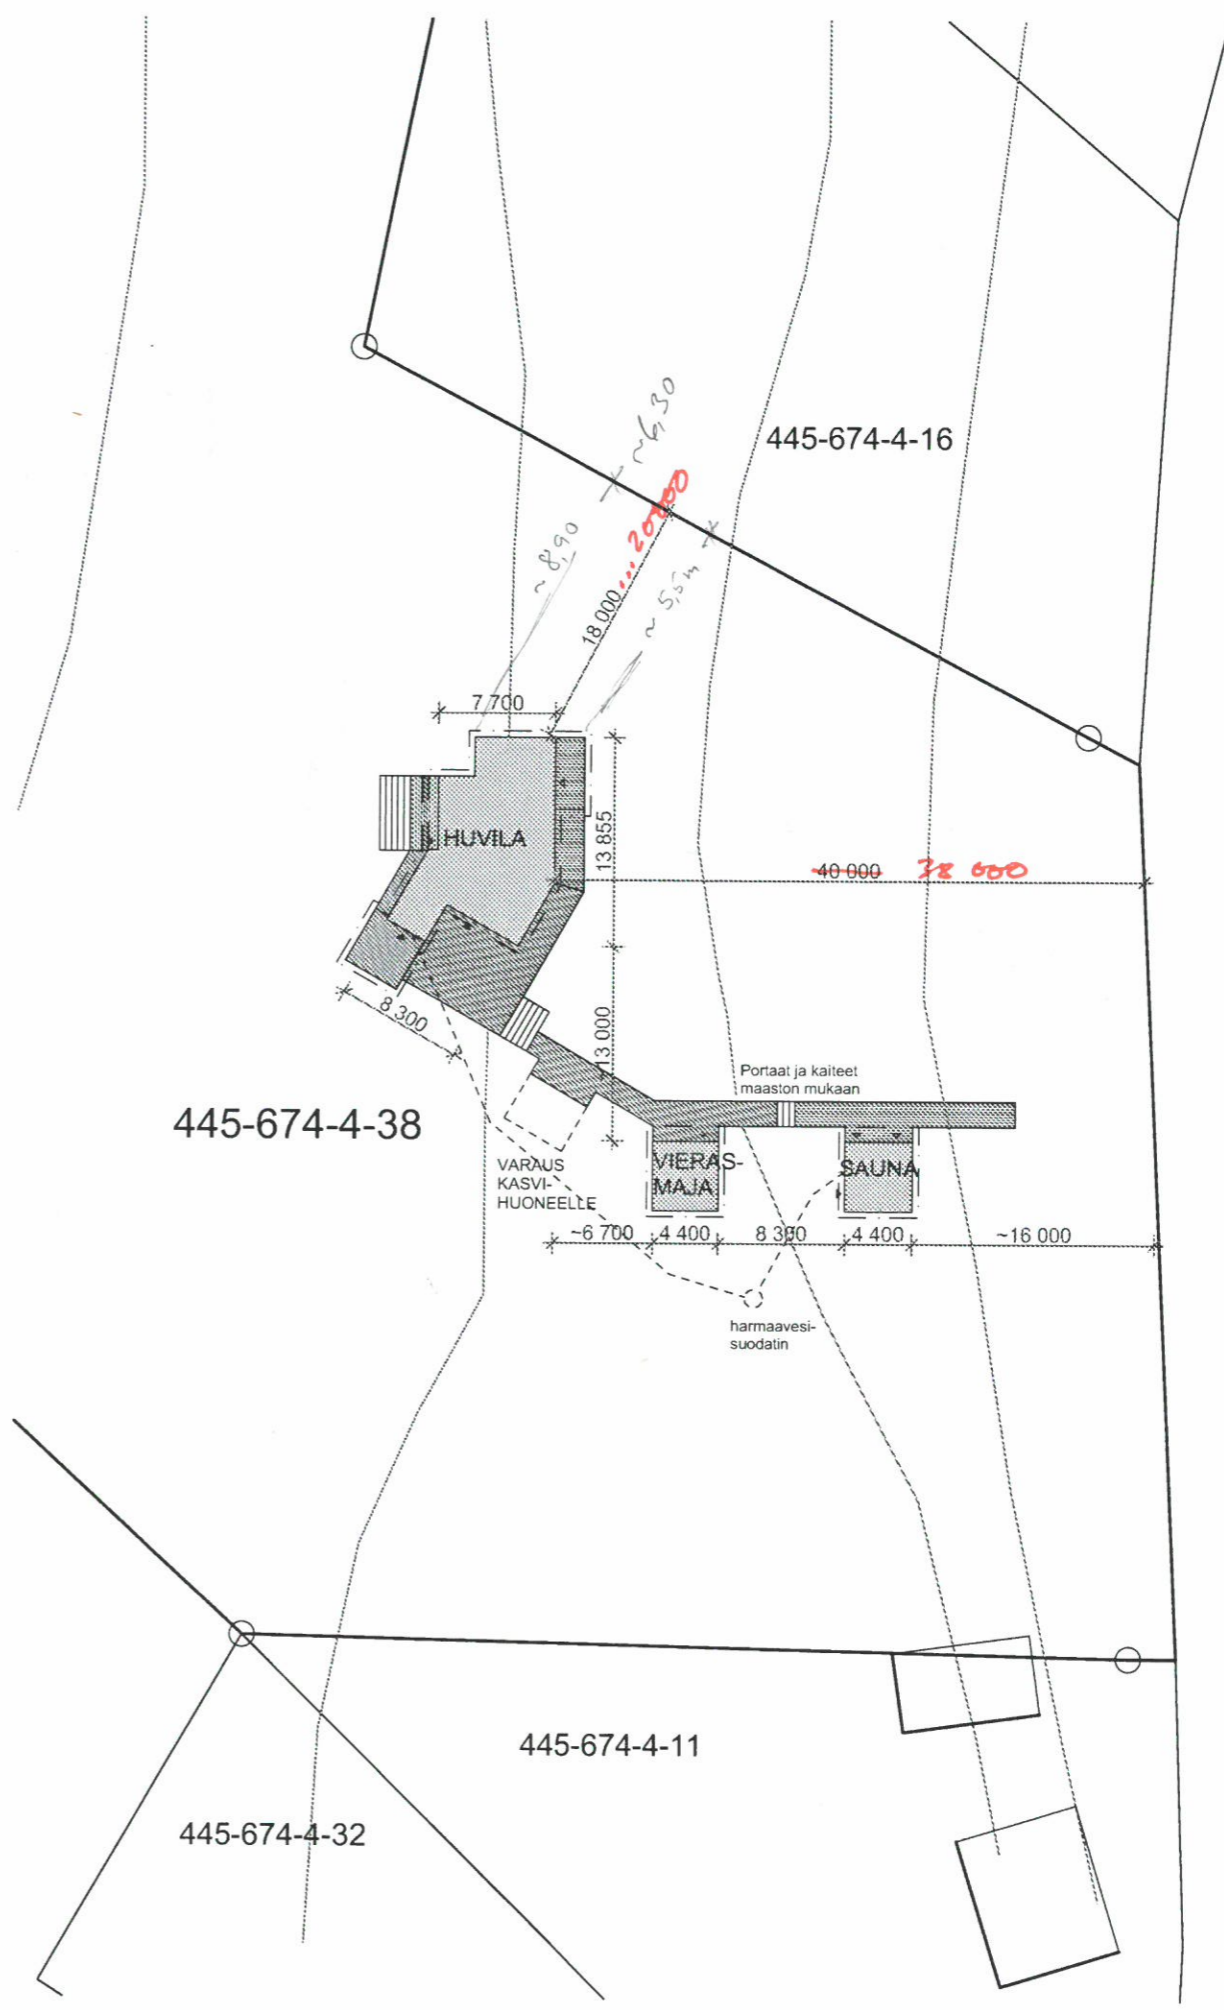 ~6,30
445-674-4-16
~8,90
18 000
... 20000
~ 5,5m
7 700
HUVILA
13 855
40 000 38 000
8 300
13 000
Portaat ja kaiteet
maaston mukaan
445-674-4-38
VARAUS
KASVI-
HUONEELLE
VIERAS-
MAJA
SAUNA
~6 700 4 400 8 350 4 400 ~16 000
harmaavesi-
suodatin
445-674-4-11
445-674-4-32